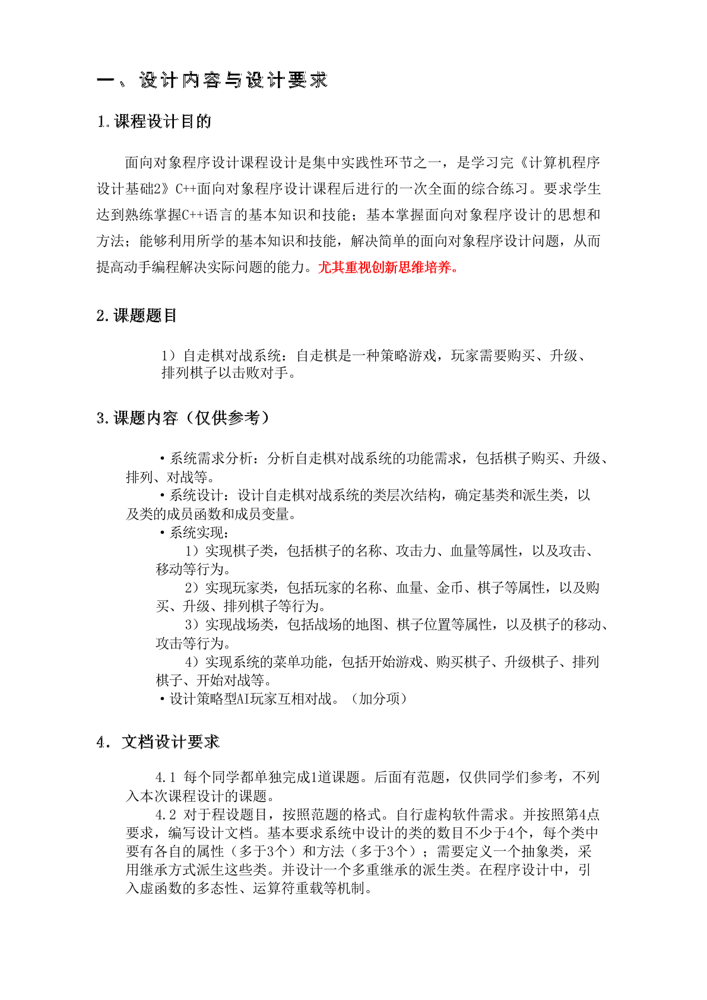 一、设计内容与设计要求
1.课程设计目的
面向对象程序设计课程设计是集中实践性环节之一，是学习完《计算机程序
设计基础2》C++面向对象程序设计课程后进行的一次全面的综合练习。要求学生
达到熟练掌握C++语言的基本知识和技能；基本掌握面向对象程序设计的思想和
方法；能够利用所学的基本知识和技能，解决简单的面向对象程序设计问题，从而
提高动手编程解决实际问题的能力。尤其重视创新思维培养。
2.课题题目
1）自走棋对战系统：自走棋是一种策略游戏，玩家需要购买、升级、
排列棋子以击败对手。
3.课题内容（仅供参考）
·系统需求分析：分析自走棋对战系统的功能需求，包括棋子购买、升级、
排列、对战等。
·系统设计：设计自走棋对战系统的类层次结构，确定基类和派生类，以
及类的成员函数和成员变量。
·系统实现：
1）实现棋子类，包括棋子的名称、攻击力、血量等属性，以及攻击、
移动等行为。
2）实现玩家类，包括玩家的名称、血量、金币、棋子等属性，以及购
买、升级、排列棋子等行为。
3）实现战场类，包括战场的地图、棋子位置等属性，以及棋子的移动、
攻击等行为。
4）实现系统的菜单功能，包括开始游戏、购买棋子、升级棋子、排列
棋子、开始对战等。
·设计策略型AI玩家互相对战。（加分项）
4. 文档设计要求
4.1 每个同学都单独完成1道课题。后面有范题，仅供同学们参考，不列
入本次课程设计的课题。
4.2 对于程设题目，按照范题的格式。自行虚构软件需求。并按照第4点
要求，编写设计文档。基本要求系统中设计的类的数目不少于4个，每个类中
要有各自的属性（多于3个）和方法（多于3个）；需要定义一个抽象类，采
用继承方式派生这些类。并设计一个多重继承的派生类。在程序设计中，引
入虚函数的多态性、运算符重载等机制。